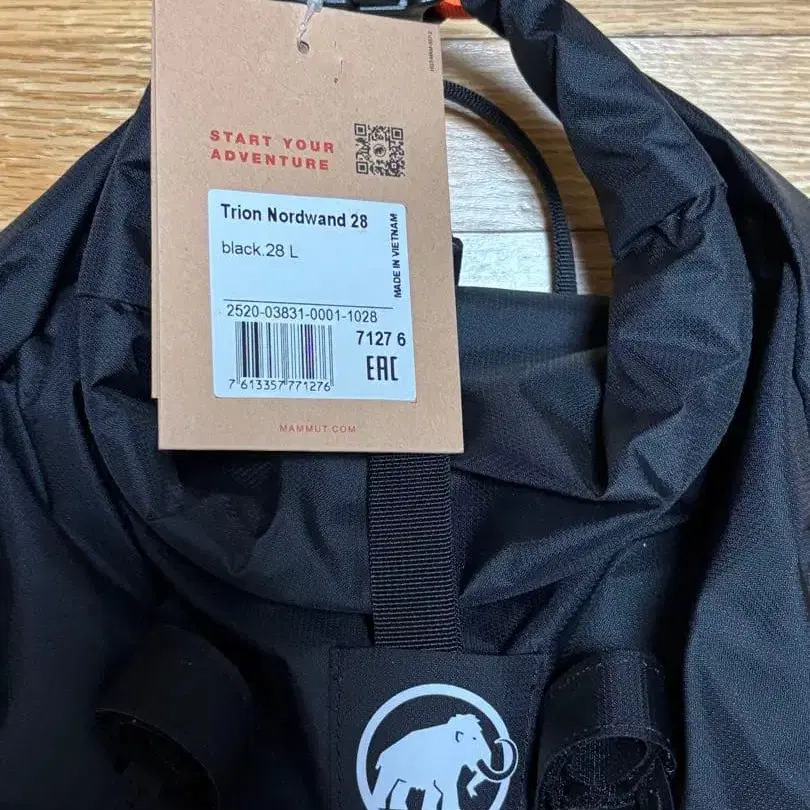 START YOUR
ADVENTURE
Trion Nordwand 28
black.28 L
MADE IN VIETNAM
2520-03831-0001-1028
7127 6
7 613357 771276
EAC
MAMMUT.COM